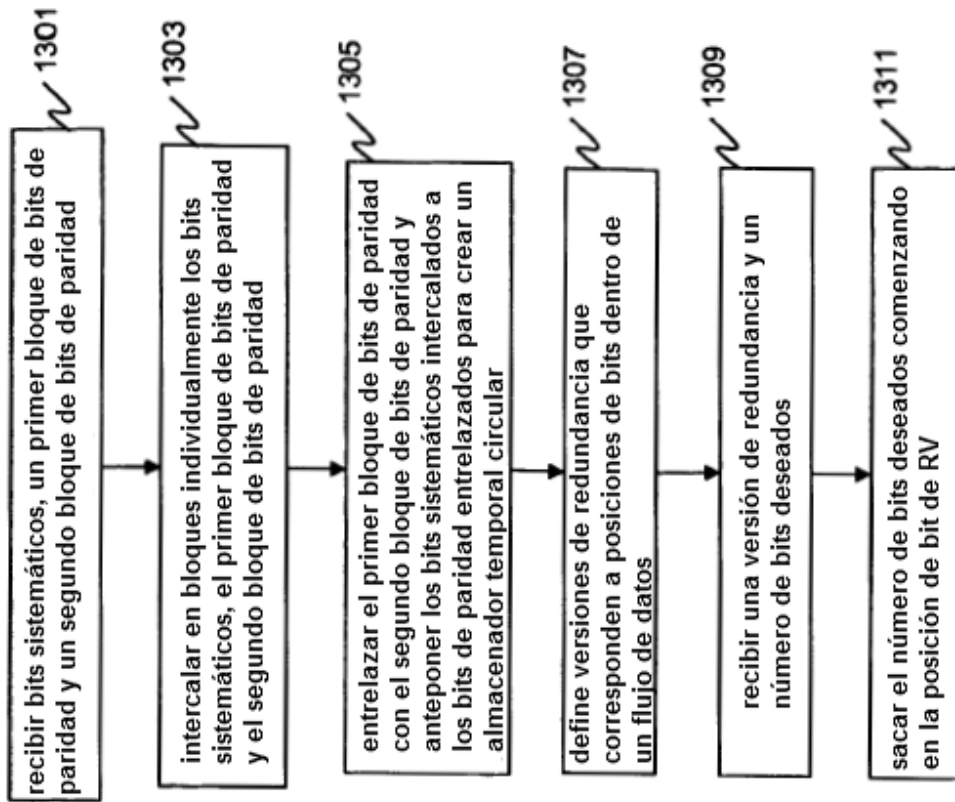 recibir bits sistemáticos, un primer bloque de bits de
paridad y un segundo bloque de bits de paridad
1301
intercalar en bloques individualmente los bits
sistemáticos, el primer bloque de bits de paridad
y el segundo bloque de bits de paridad
1303
entrelazar el primer bloque de bits de paridad
con el segundo bloque de bits de paridad y
anteponer los bits sistemáticos intercalados a
los bits de paridad entrelazados para crear un
almacenador temporal circular
1305
define versiones de redundancia que
corresponden a posiciones de bits dentro de
un flujo de datos
1307
recibir una versión de redundancia y un
número de bits deseados
1309
sacar el número de bits deseados comenzando
en la posición de bit de RV
1311